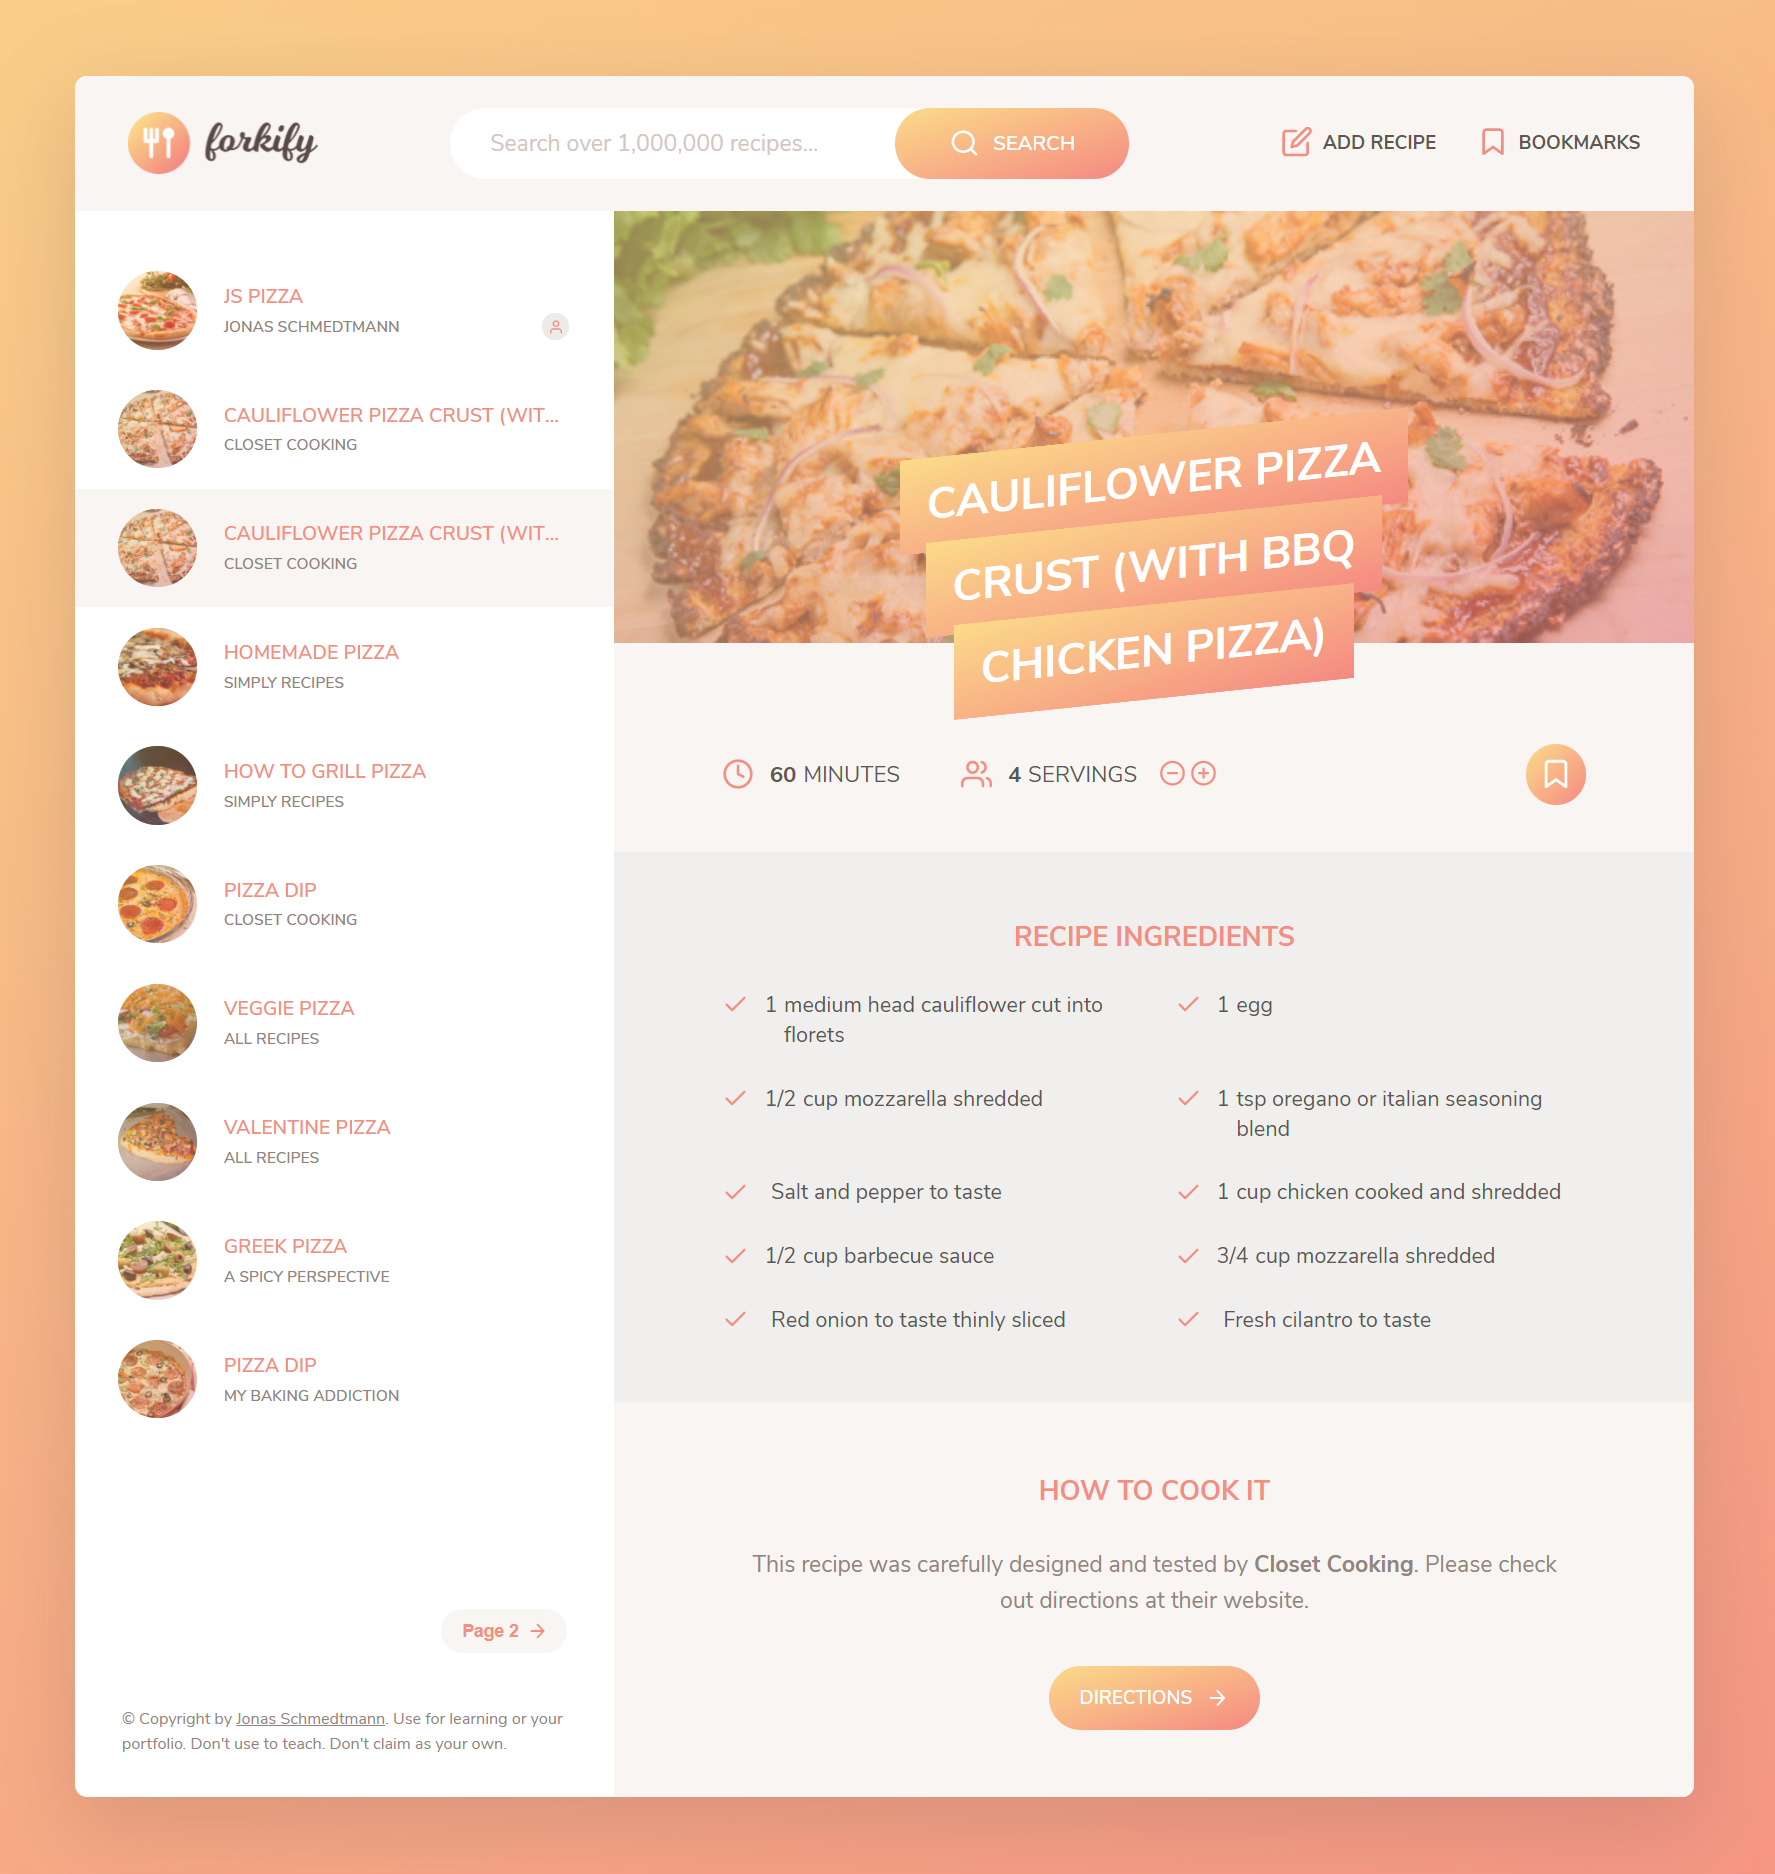 forkify
Search over 1,000,000 recipes...
SEARCH
ADD RECIPE
BOOKMARKS
JS PIZZA
JONAS SCHMEDTMANN
CAULIFLOWER PIZZA CRUST (WIT...
CLOSET COOKING
CAULIFLOWER PIZZA CRUST (WIT...
CLOSET COOKING
HOMEMADE PIZZA
SIMPLY RECIPES
HOW TO GRILL PIZZA
SIMPLY RECIPES
PIZZA DIP
CLOSET COOKING
VEGGIE PIZZA
ALL RECIPES
VALENTINE PIZZA
ALL RECIPES
GREEK PIZZA
A SPICY PERSPECTIVE
PIZZA DIP
MY BAKING ADDICTION
Page 2
© Copyright by Jonas Schmedtmann. Use for learning or your
portfolio. Don't use to teach. Don't claim as your own.
CAULIFLOWER PIZZA
CRUST (WITH BBQ
CHICKEN PIZZA)
60 MINUTES
4 SERVINGS
RECIPE INGREDIENTS
1 medium head cauliflower cut into
florets
1 egg
1/2 cup mozzarella shredded
1 tsp oregano or italian seasoning
blend
Salt and pepper to taste
1 cup chicken cooked and shredded
1/2 cup barbecue sauce
3/4 cup mozzarella shredded
Red onion to taste thinly sliced
Fresh cilantro to taste
HOW TO COOK IT
This recipe was carefully designed and tested by Closet Cooking. Please check
out directions at their website.
DIRECTIONS